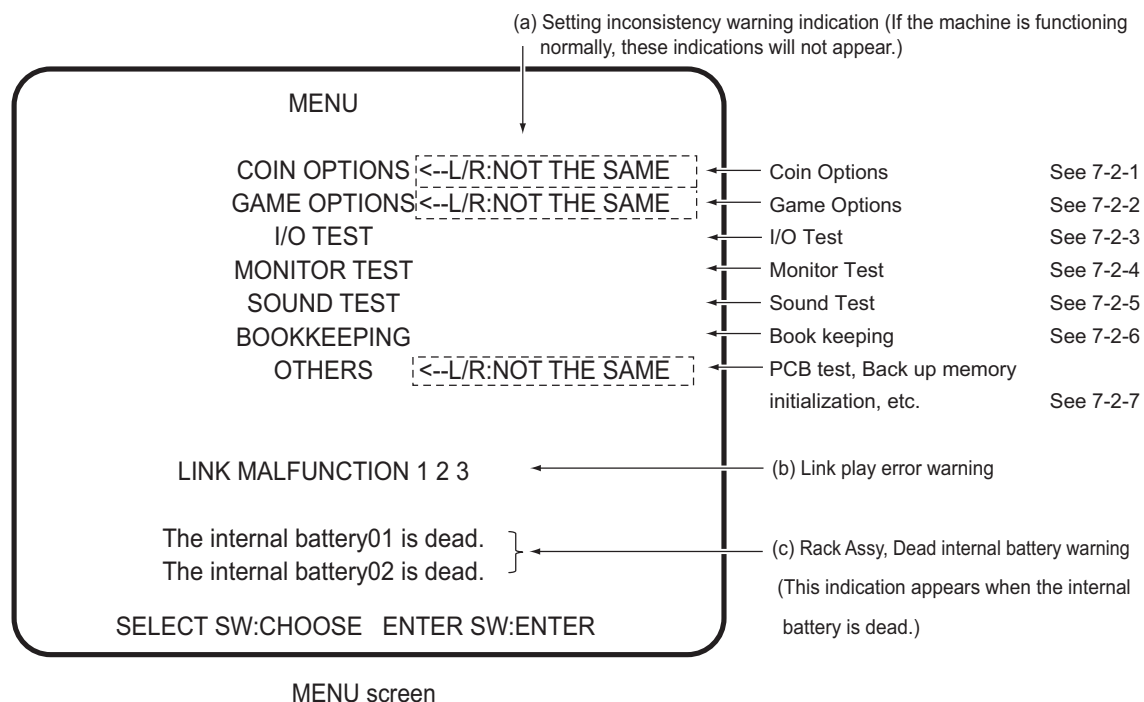 (a) Setting inconsistency warning indication (If the machine is functioning
normally, these indications will not appear.)
MENU
COIN OPTIONS <--L/R:NOT THE SAME
Coin Options See 7-2-1
GAME OPTIONS <--L/R:NOT THE SAME
Game Options See 7-2-2
I/O TEST
I/O Test See 7-2-3
MONITOR TEST
Monitor Test See 7-2-4
SOUND TEST
Sound Test See 7-2-5
BOOKKEEPING
Book keeping See 7-2-6
OTHERS <--L/R:NOT THE SAME
PCB test, Back up memory
initialization, etc. See 7-2-7
LINK MALFUNCTION 1 2 3
(b) Link play error warning
The internal battery01 is dead.
The internal battery02 is dead.
(c) Rack Assy, Dead internal battery warning
(This indication appears when the internal
battery is dead.)
SELECT SW:CHOOSE ENTER SW:ENTER
MENU screen